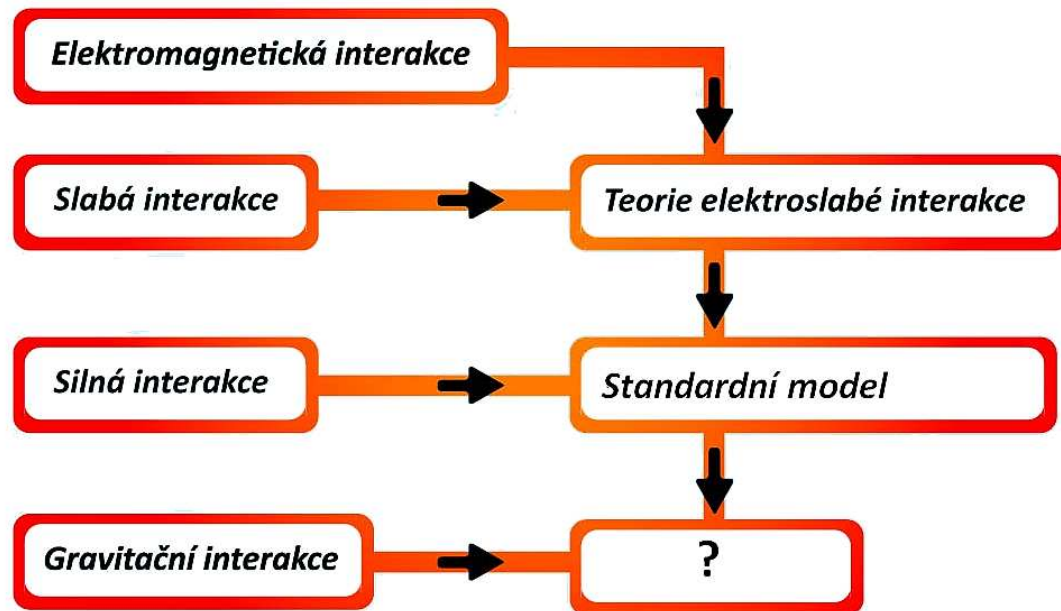 Elektromagnetická interakce
Slabá interakce
Teorie elektroslabé interakce
Silná interakce
Standardní model
Gravitační interakce
?